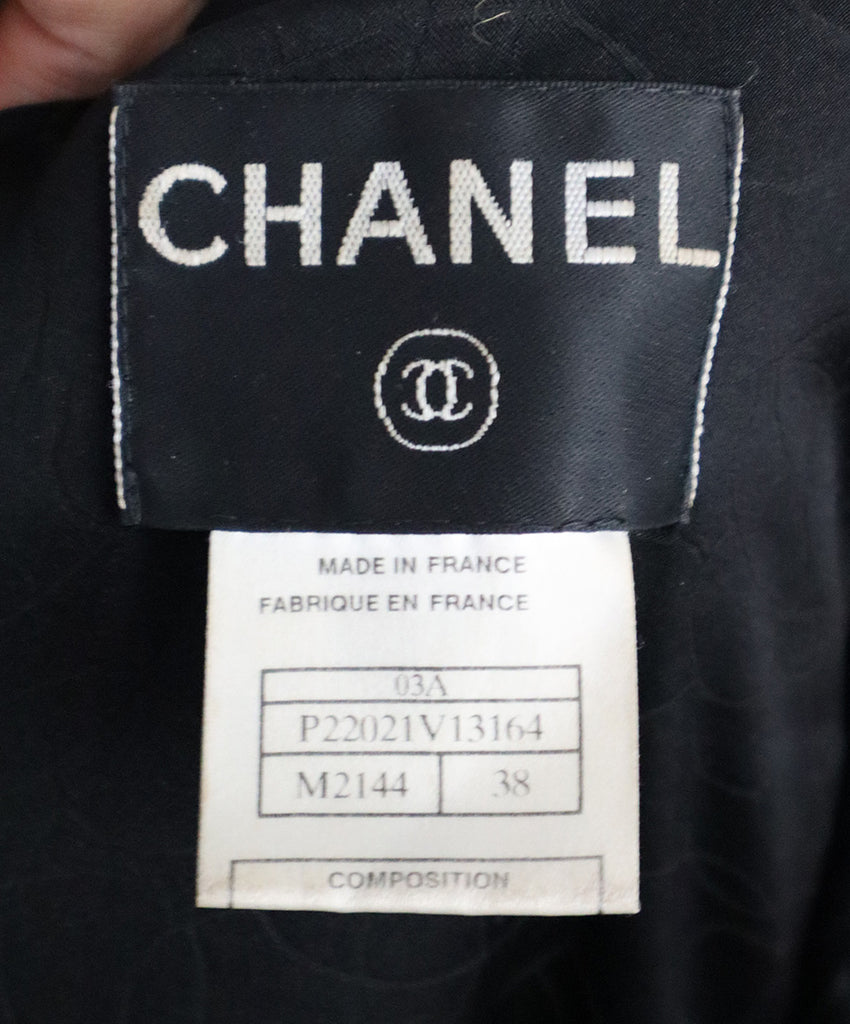 CHANEL
MADE IN FRANCE
FABRIQUE EN FRANCE
03A
P22021V13164
M2144 38
COMPOSITION